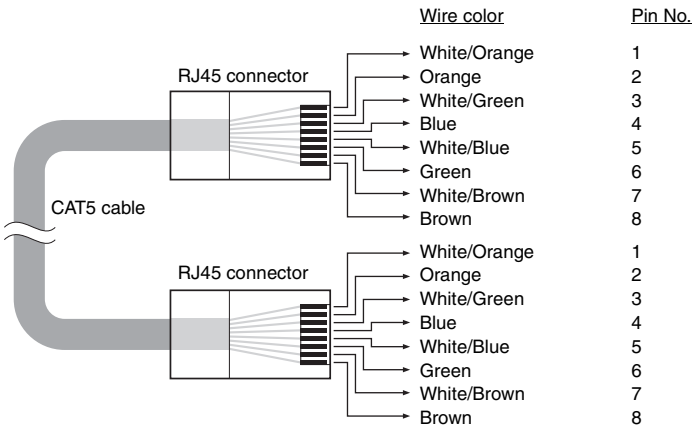 Wire color Pin No.
RJ45 connector
White/Orange 1
Orange 2
White/Green 3
Blue 4
White/Blue 5
Green 6
White/Brown 7
Brown 8
CAT5 cable
RJ45 connector
White/Orange 1
Orange 2
White/Green 3
Blue 4
White/Blue 5
Green 6
White/Brown 7
Brown 8